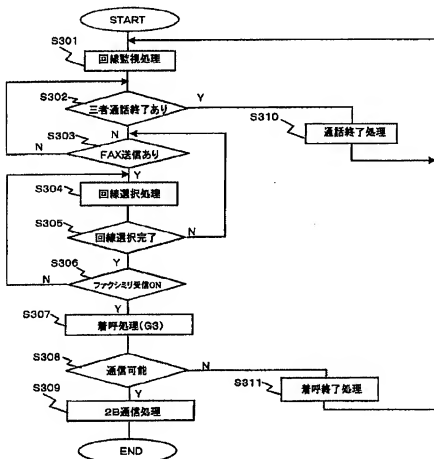 START
S301
回線監視処理
S302
三者通話終了あり
Y
S310
通話終了処理
S303
N
FAX送信あり
N
Y
S304
回線選択処理
S305
回線選択完了
N
Y
S306
N
ファクシミリ受信ON
Y
S307
着呼処理(G3)
S308
通信可能
N
S311
着呼終了処理
Y
S309
2B通信処理
END